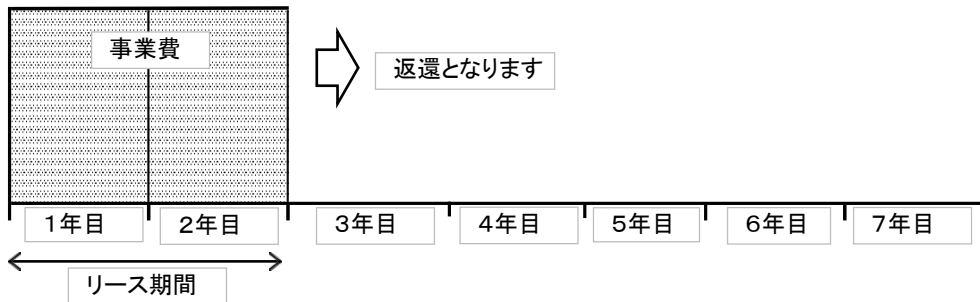 事業費
返還となります
1年目
2年目
3年目
4年目
5年目
6年目
7年目
リース期間